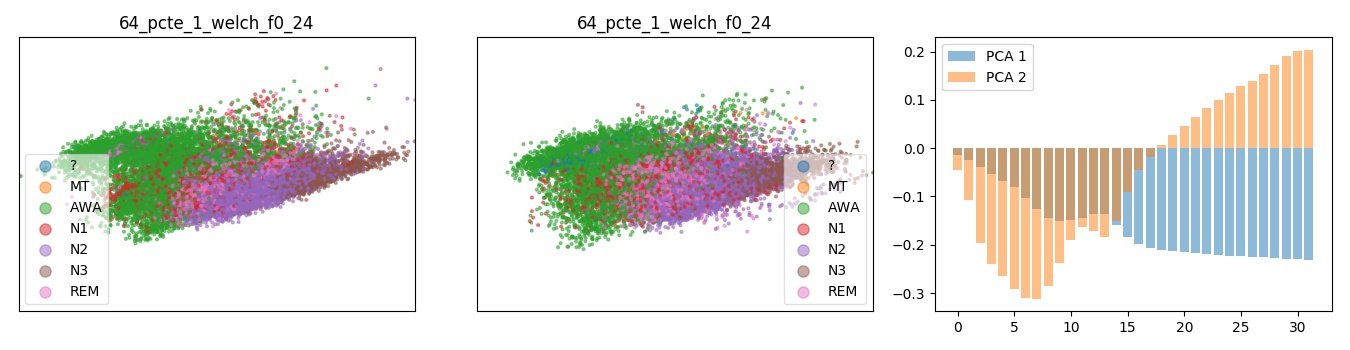 64_pcte_1_welch_f0_24
?
MT
AWA
N1
N2
N3
REM
64_pcte_1_welch_f0_24
?
MT
AWA
N1
N2
N3
REM
PCA 1
PCA 2
0.2
0.1
0.0
−0.1
−0.2
−0.3
0 5 10 15 20 25 30